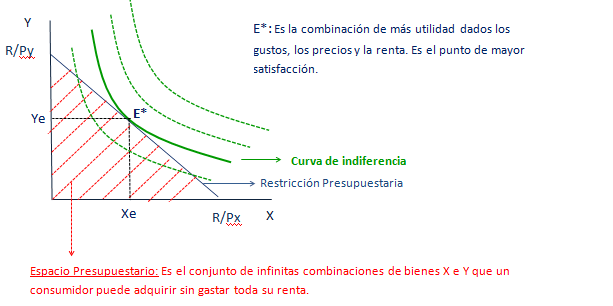 Y
E*: Es la combinación de más utilidad dados los
gustos, los precios y la renta. Es el punto de mayor
satisfacción.
R/Py
Ye
E*
Curva de indiferencia
Restricción Presupuestaria
Xe
R/Px
X
Espacio Presupuestario: Es el conjunto de infinitas combinaciones de bienes X e Y que un
consumidor puede adquirir sin gastar toda su renta.